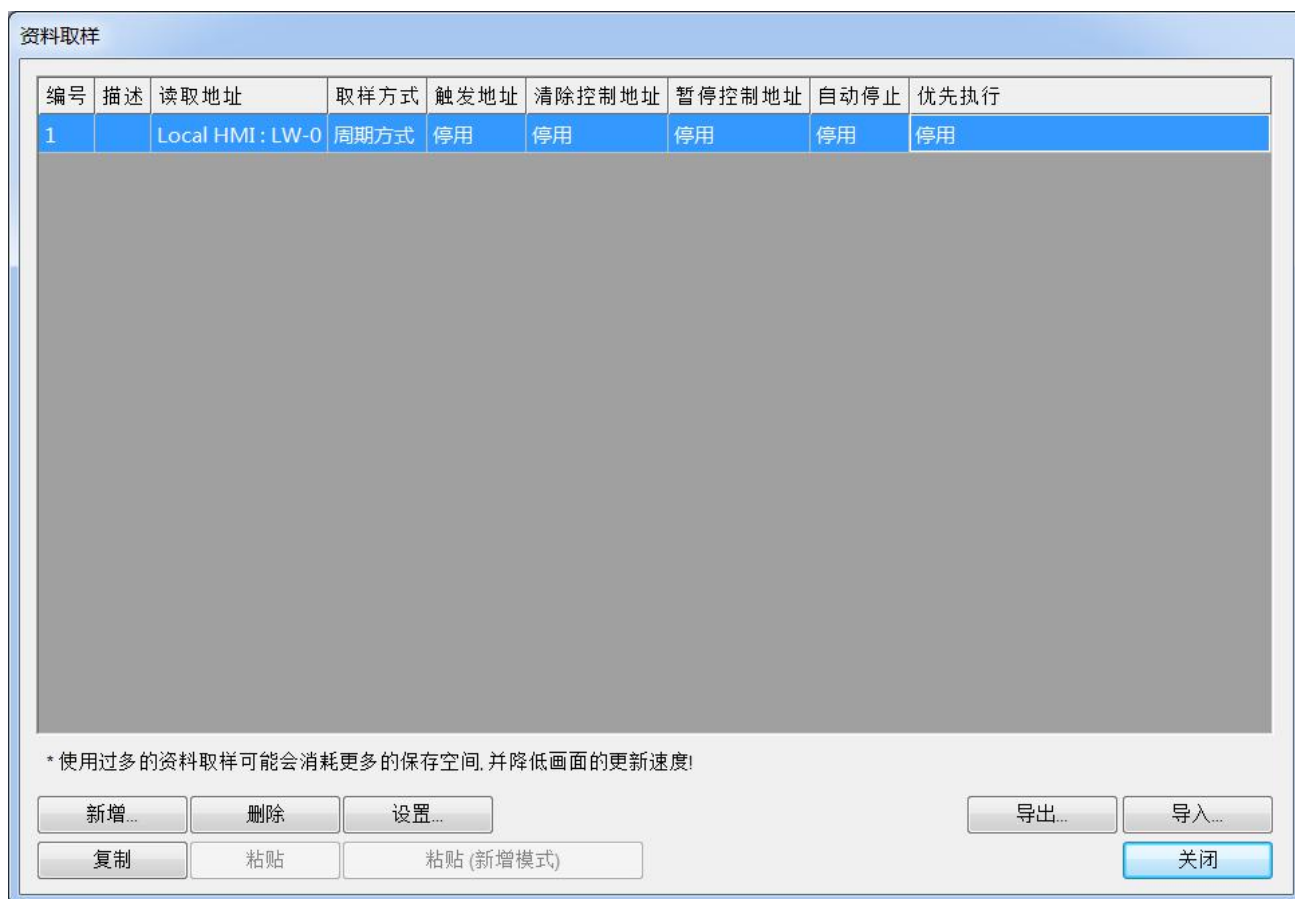 资料取样
编号 描述 读取地址 取样方式 触发地址 清除控制地址 暂停控制地址 自动停止 优先执行
1 Local HMI : LW-0 周期方式 停用 停用 停用 停用 停用
* 使用过多的资料取样可能会消耗更多的保存空间, 并降低画面的更新速度!
新增... 删除 设置... 导出... 导入...
复制 粘贴 粘贴 (新增模式) 关闭